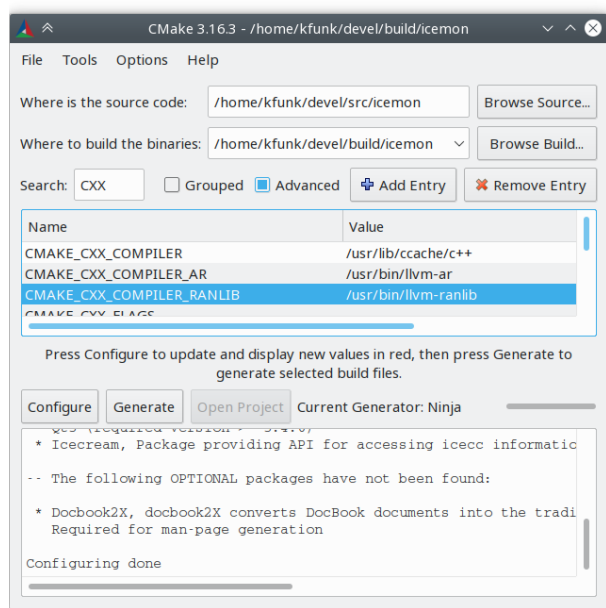 CMake 3.16.3 - /home/kfunk/devel/build/icemon
File Tools Options Help
Where is the source code: /home/kfunk/devel/src/icemon Browse Source...
Where to build the binaries: /home/kfunk/devel/build/icemon Browse Build...
Search: CXX Grouped Advanced Add Entry Remove Entry
Name Value
CMAKE_CXX_COMPILER /usr/lib/ccache/c++
CMAKE_CXX_COMPILER_AR /usr/bin/llvm-ar
CMAKE_CXX_COMPILER_RANLIB /usr/bin/llvm-ranlib
CMAKE_CXX_FLAGS
Press Configure to update and display new values in red, then press Generate to
generate selected build files.
Configure Generate Open Project Current Generator: Ninja
* Icecream, Package providing API for accessing icecc informatic
-- The following OPTIONAL packages have not been found:
* Docbook2X, docbook2X converts DocBook documents into the tradi
Required for man-page generation
Configuring done